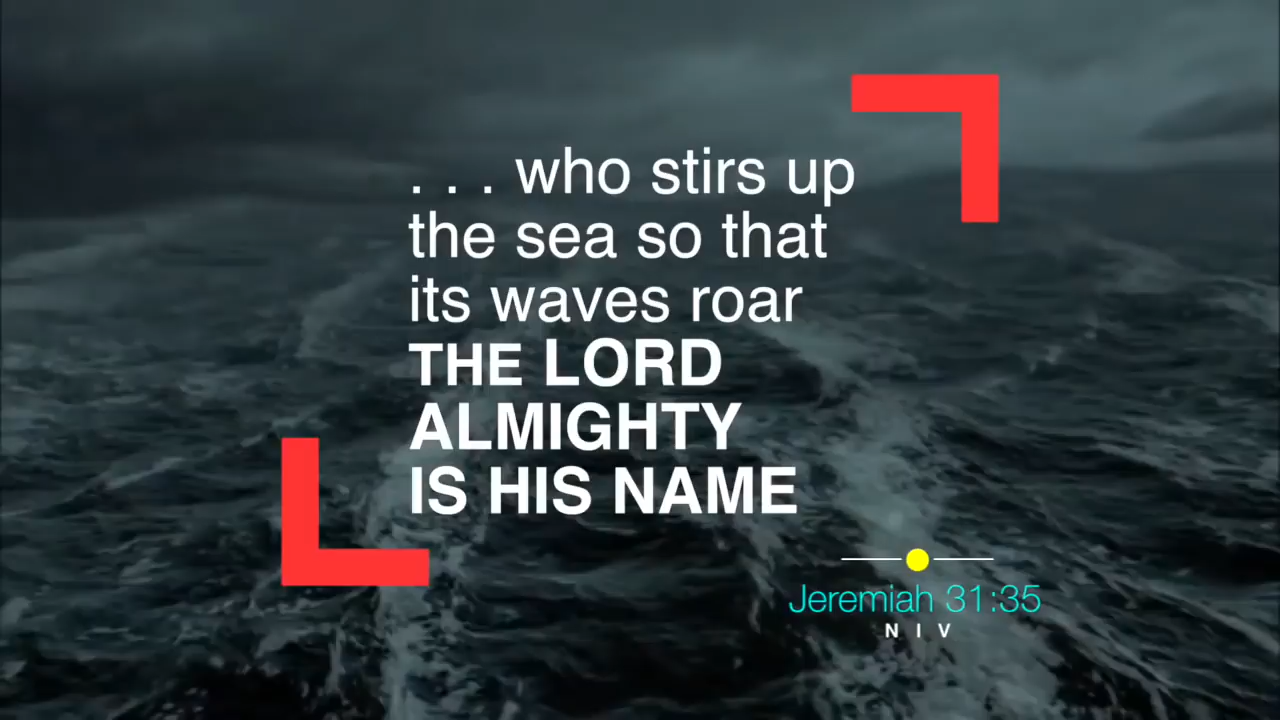 . . . who stirs up
the sea so that
its waves roar
THE LORD
ALMIGHTY
IS HIS NAME
Jeremiah 31:35
NIV